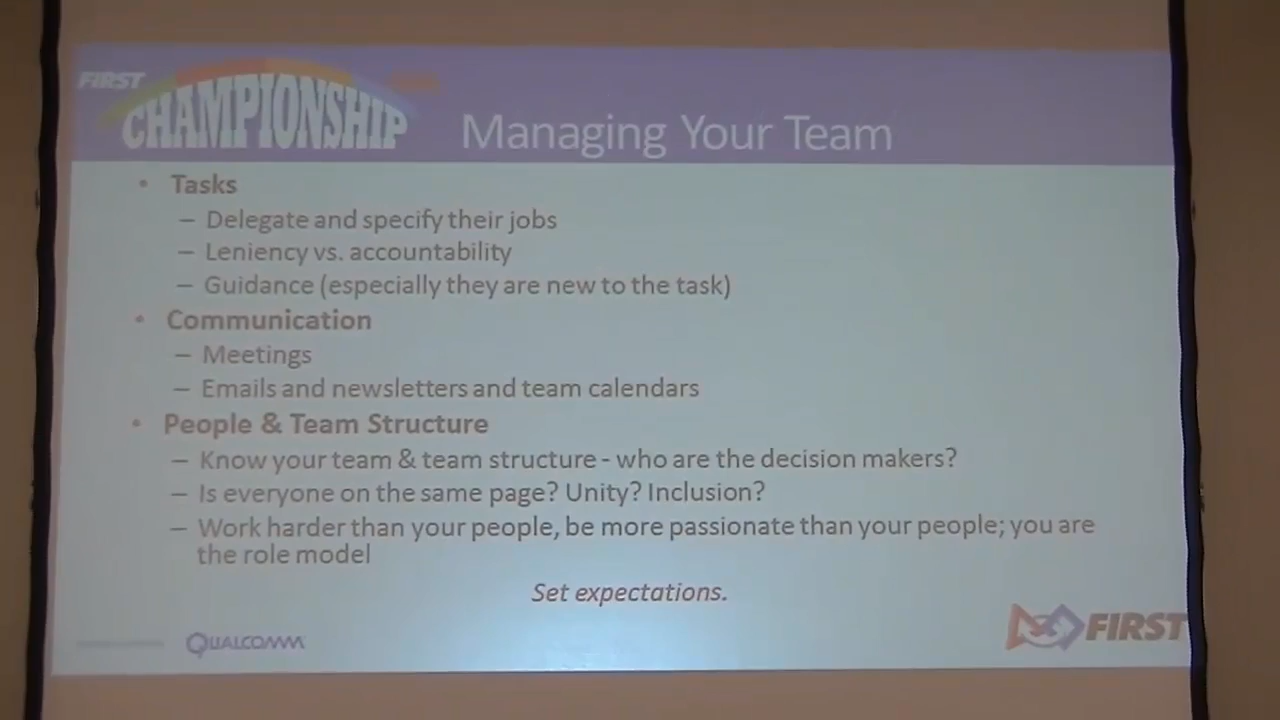 FIRST
CHAMPIONSHIP
Managing Your Team
• Tasks
– Delegate and specify their jobs
– Leniency vs. accountability
– Guidance (especially they are new to the task)
• Communication
– Meetings
– Emails and newsletters and team calendars
• People & Team Structure
– Know your team & team structure - who are the decision makers?
– Is everyone on the same page? Unity? Inclusion?
– Work harder than your people, be more passionate than your people; you are
the role model
Set expectations.
QUALCOMM
FIRST